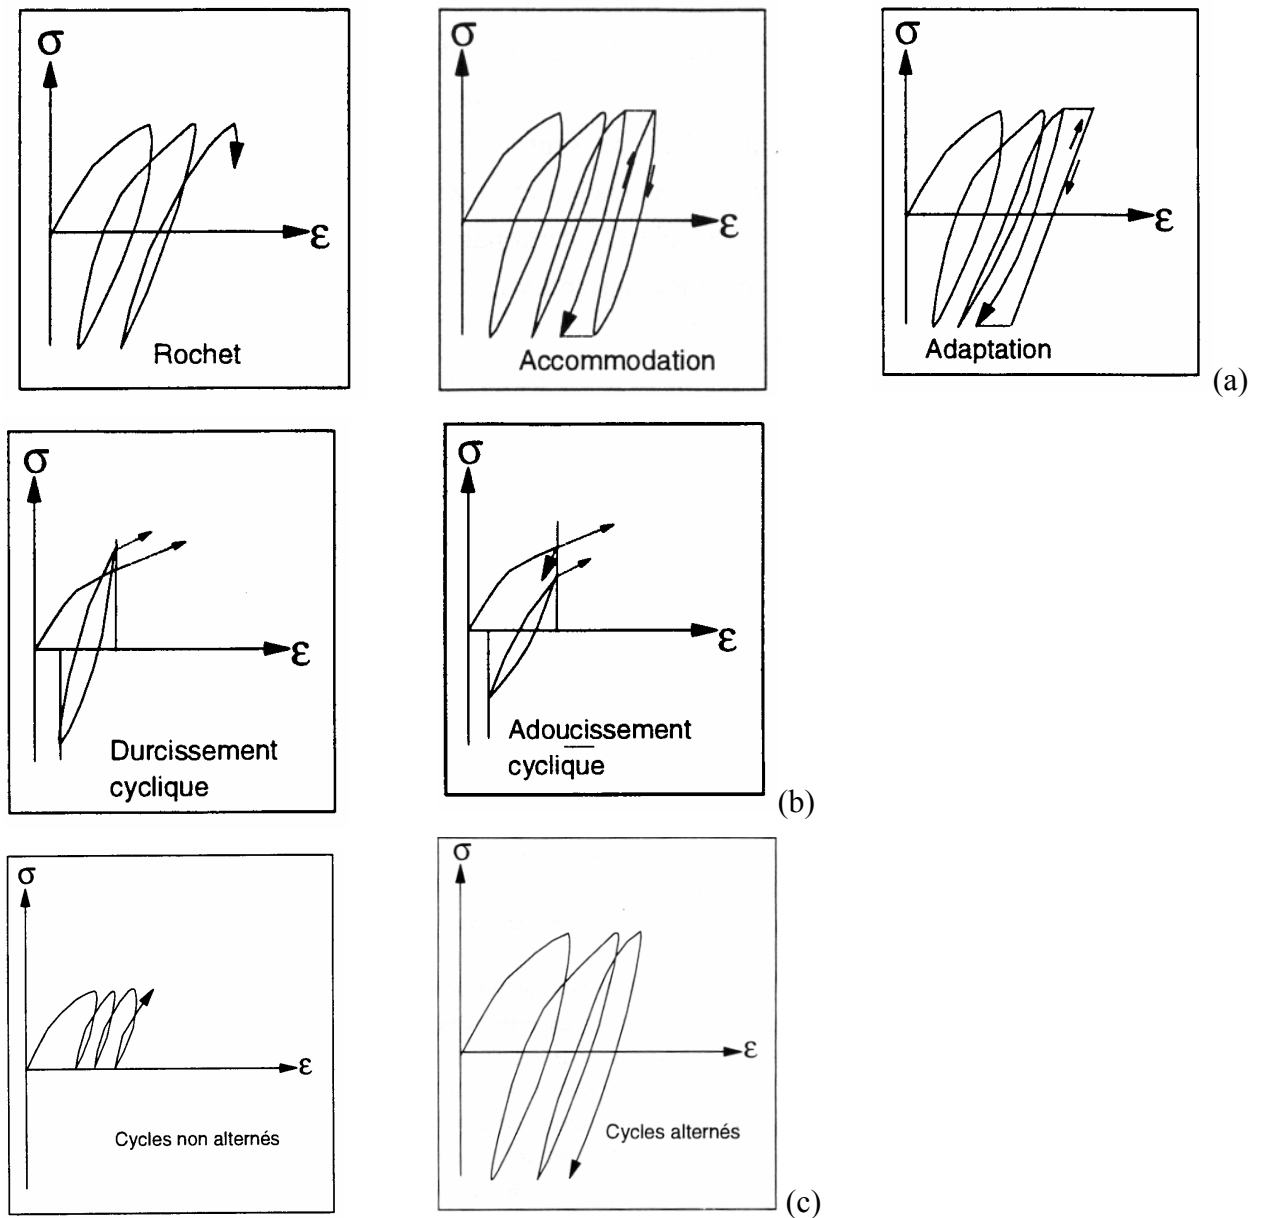 σ
ε
Rochet
σ
ε
Accommodation
σ
ε
Adaptation
(a)
σ
ε
Durcissement
cyclique
σ
ε
Adoucissement
cyclique
(b)
σ
ε
Cycles non alternés
σ
ε
Cycles alternés
(c)